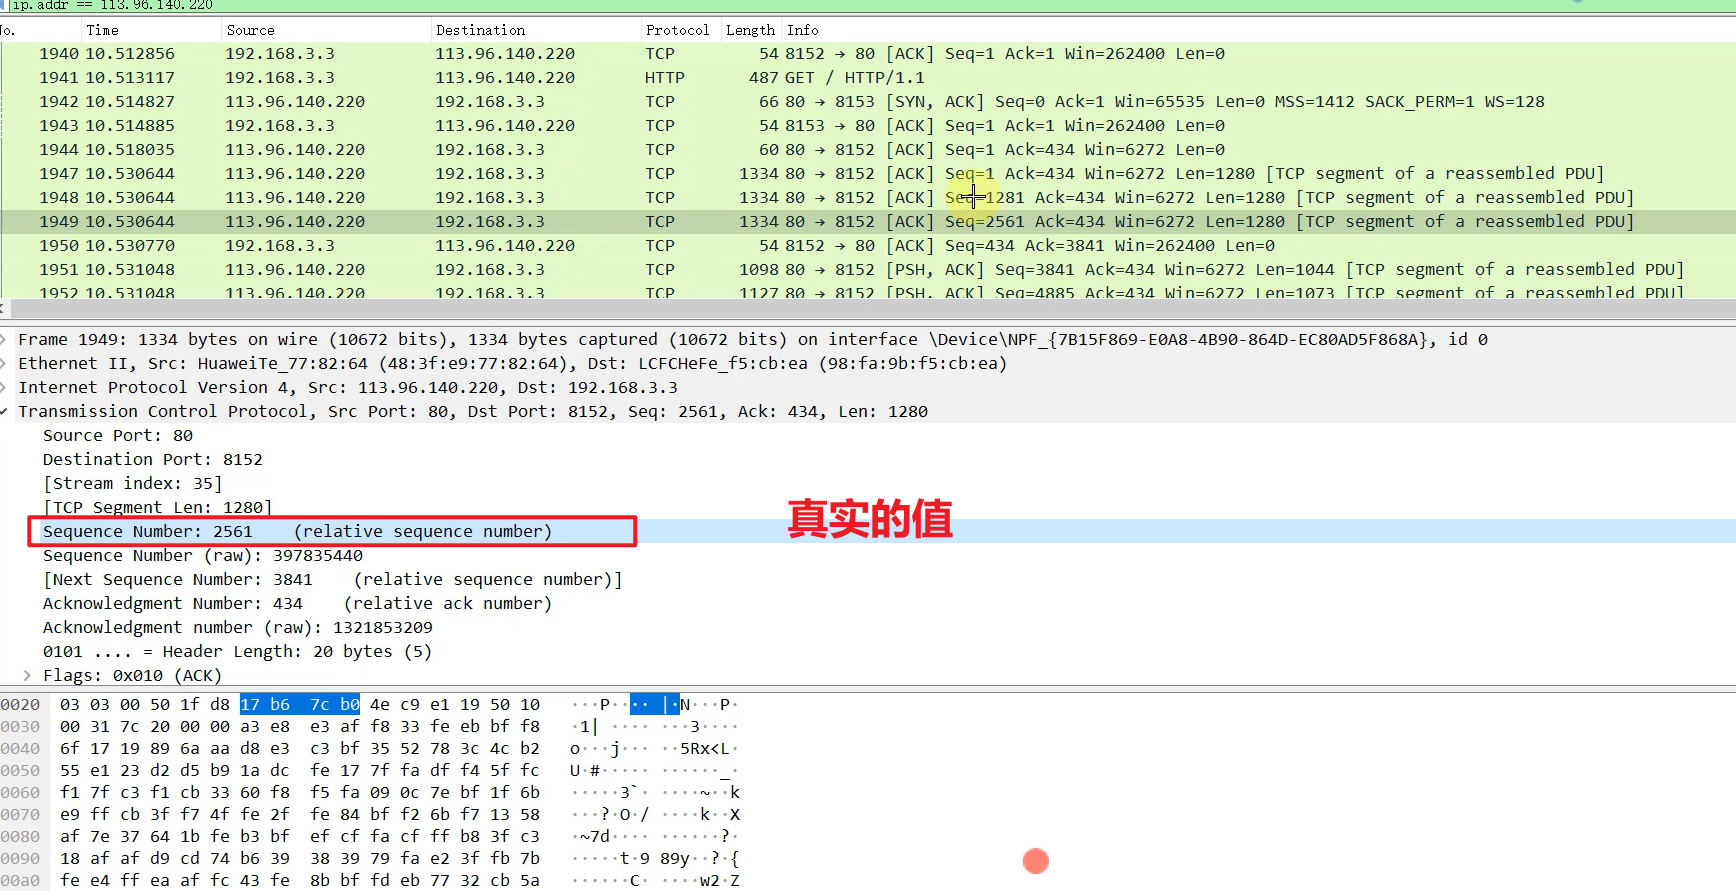 ip.addr == 113.96.140.220
No. Time Source Destination Protocol Length Info
1940 10.512856 192.168.3.3 113.96.140.220 TCP 54 8152 → 80 [ACK] Seq=1 Ack=1 Win=262400 Len=0
1941 10.513117 192.168.3.3 113.96.140.220 HTTP 487 GET / HTTP/1.1
1942 10.514827 113.96.140.220 192.168.3.3 TCP 66 80 → 8153 [SYN, ACK] Seq=0 Ack=1 Win=65535 Len=0 MSS=1412 SACK_PERM=1 WS=128
1943 10.514885 192.168.3.3 113.96.140.220 TCP 54 8153 → 80 [ACK] Seq=1 Ack=1 Win=262400 Len=0
1944 10.518035 113.96.140.220 192.168.3.3 TCP 60 80 → 8152 [ACK] Seq=1 Ack=434 Win=6272 Len=0
1947 10.530644 113.96.140.220 192.168.3.3 TCP 1334 80 → 8152 [ACK] Seq=1 Ack=434 Win=6272 Len=1280 [TCP segment of a reassembled PDU]
1948 10.530644 113.96.140.220 192.168.3.3 TCP 1334 80 → 8152 [ACK] Seq=1281 Ack=434 Win=6272 Len=1280 [TCP segment of a reassembled PDU]
1949 10.530644 113.96.140.220 192.168.3.3 TCP 1334 80 → 8152 [ACK] Seq=2561 Ack=434 Win=6272 Len=1280 [TCP segment of a reassembled PDU]
1950 10.530770 192.168.3.3 113.96.140.220 TCP 54 8152 → 80 [ACK] Seq=434 Ack=3841 Win=262400 Len=0
1951 10.531048 113.96.140.220 192.168.3.3 TCP 1098 80 → 8152 [PSH, ACK] Seq=3841 Ack=434 Win=6272 Len=1044 [TCP segment of a reassembled PDU]
1952 10.531048 113.96.140.220 192.168.3.3 TCP 1127 80 → 8152 [PSH, ACK] Seq=4885 Ack=434 Win=6272 Len=1073 [TCP segment of a reassembled PDU]
Frame 1949: 1334 bytes on wire (10672 bits), 1334 bytes captured (10672 bits) on interface \Device\NPF_{7B15F869-E0A8-4B90-864D-EC80AD5F868A}, id 0
Ethernet II, Src: HuaweiTe_77:82:64 (48:3f:e9:77:82:64), Dst: LCFCHeFe_f5:cb:ea (98:fa:9b:f5:cb:ea)
Internet Protocol Version 4, Src: 113.96.140.220, Dst: 192.168.3.3
Transmission Control Protocol, Src Port: 80, Dst Port: 8152, Seq: 2561, Ack: 434, Len: 1280
Source Port: 80
Destination Port: 8152
[Stream index: 35]
[TCP Segment Len: 1280]
Sequence Number: 2561 (relative sequence number)
真实的值
Sequence Number (raw): 397835440
[Next Sequence Number: 3841 (relative sequence number)]
Acknowledgment Number: 434 (relative ack number)
Acknowledgment number (raw): 1321853209
0101 .... = Header Length: 20 bytes (5)
Flags: 0x010 (ACK)
0020 03 03 00 50 1f d8 17 b6 7c b0 4e c9 e1 19 50 10 ···P·· ··|·N···P·
0030 00 31 7c 20 00 00 a3 e8 e3 af f8 33 fe eb bf f8 ·1| ···· ···3····
0040 6f 17 19 89 6a aa d8 e3 c3 bf 35 52 78 3c 4c b2 o···j··· ··5Rx<L·
0050 55 e1 23 d2 d5 b9 1a dc fe 17 7f fa df f4 5f fc U·#····· ······_·
0060 f1 7f c3 f1 cb 33 60 f8 f5 fa 09 0c 7e bf 1f 6b ·····3`· ····~··k
0070 e9 ff cb 3f f7 4f fe 2f fe 84 bf f2 6b f7 13 58 ···?·O·/ ····k··X
0080 af 7e 37 64 1b fe b3 bf ef cf fa cf ff b8 3f c3 ·~7d···· ······?·
0090 18 af af d9 cd 74 b6 39 38 39 79 fa e2 3f fb 7b ·····t·9 89y··?·{
00a0 fe e4 ff ea af fc 43 fe 8b bf fd eb 77 32 cb 5a ······C· ····w2·Z